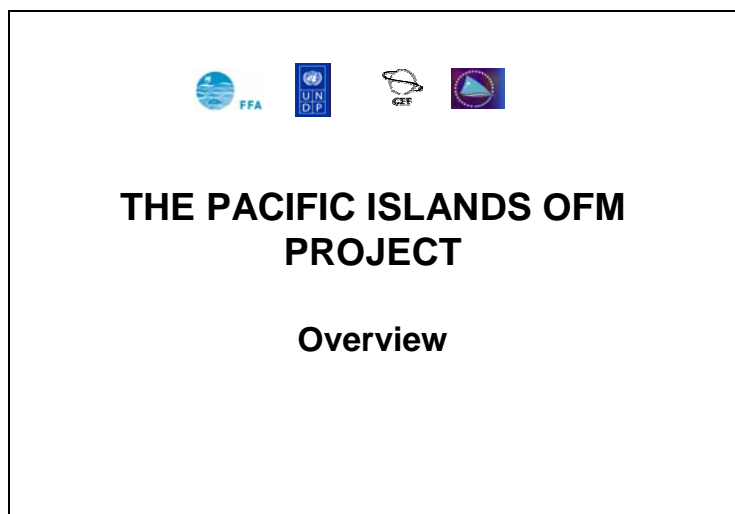 FFA
U N
D P
GEF
THE PACIFIC ISLANDS OFM
PROJECT
Overview